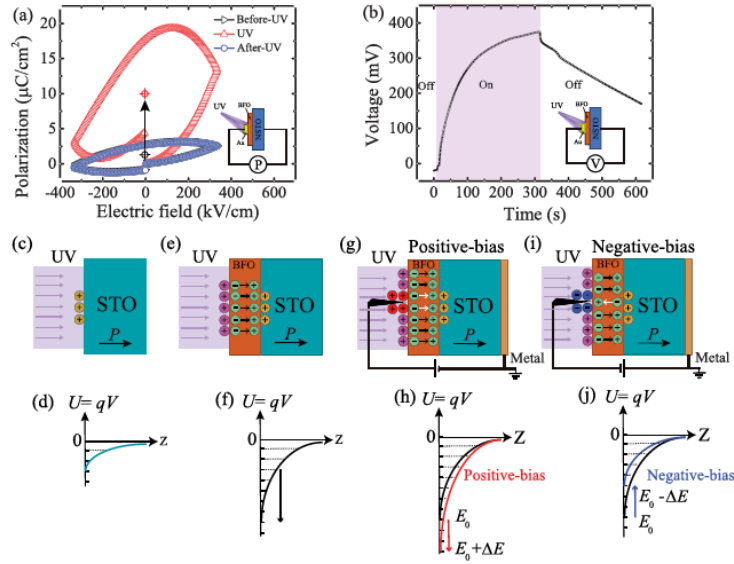 (a)
Polarization (μC/cm²)
20
15
10
5
0
-400 -200 0 200 400 600
Electric field (kV/cm)
Before-UV
UV
After-UV
UV
BFO
NSTO
Au
P
(b)
Voltage (mV)
400
300
200
100
0
0 100 200 300 400 500 600
Time (s)
Off
On
Off
UV
BFO
NSTO
Au
V
(c)
UV
STO
P
(e)
UV
BFO
STO
P
(g)
Positive-bias
UV
BFO
STO
P
Metal
(i)
Negative-bias
UV
BFO
STO
P
Metal
(d)
U= qV
0
z
(f)
U= qV
0
z
(h)
U= qV
0
Z
Positive-bias
E₀
E₀+ΔE
(j)
U= qV
0
Z
Negative-bias
E₀ -ΔE
E₀